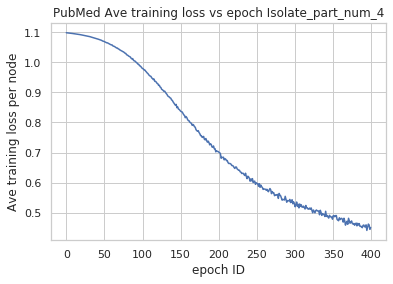 PubMed Ave training loss vs epoch Isolate_part_num_4
Ave training loss per node
1.1
1.0
0.9
0.8
0.7
0.6
0.5
0 50 100 150 200 250 300 350 400
epoch ID